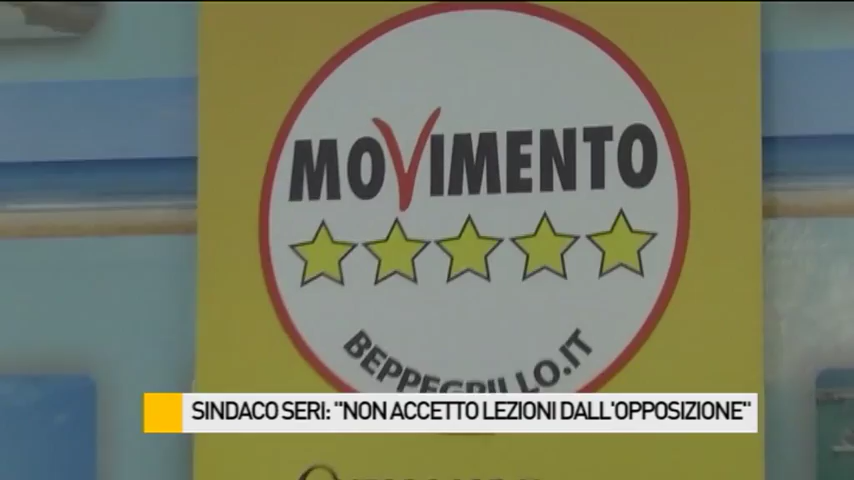 MOVIMENTO
BEPPEGRILLO.IT
SINDACO SERI: "NON ACCETTO LEZIONI DALL'OPPOSIZIONE"